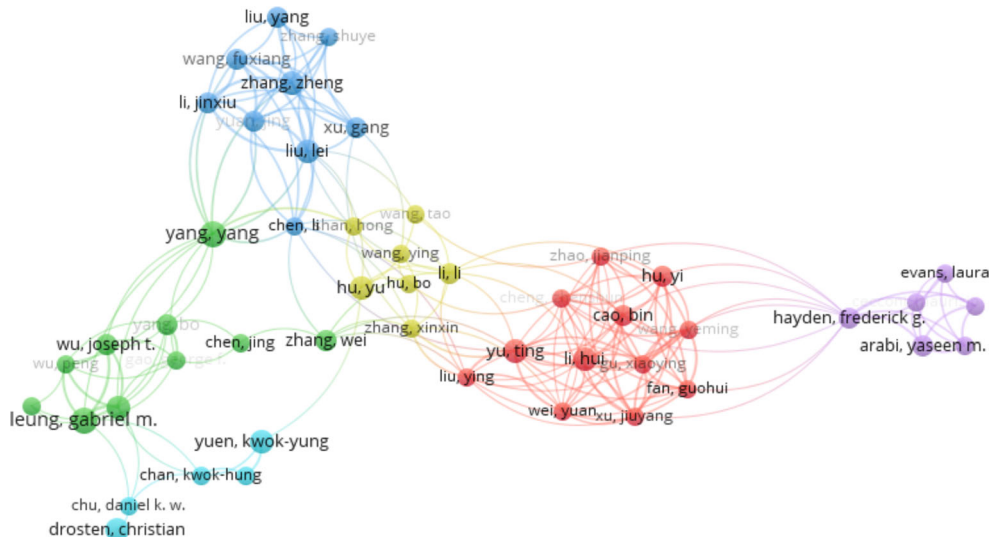 liu, yang
zhang, shuye
wang, fuxiang
zhang, zheng
li, jinxiu
xu, gang
liu, lei
wang, tao
chen, li
yang, yang
wang, ying
li, li
zhao, jianping
hu, yi
evans, laura
hu, yu
hu, bo
cao, bin
hayden, frederick g.
zhang, xinxin
wu, joseph t.
chen, jing
zhang, wei
arabi, yaseen m.
yu, ting
li, hui
gu, xiaoying
wu, peng
liu, ying
fan, guohui
wei, yuan
xu, jiuyang
leung, gabriel m.
yuen, kwok-yung
chan, kwok-hung
chu, daniel k. w.
drosten, christian